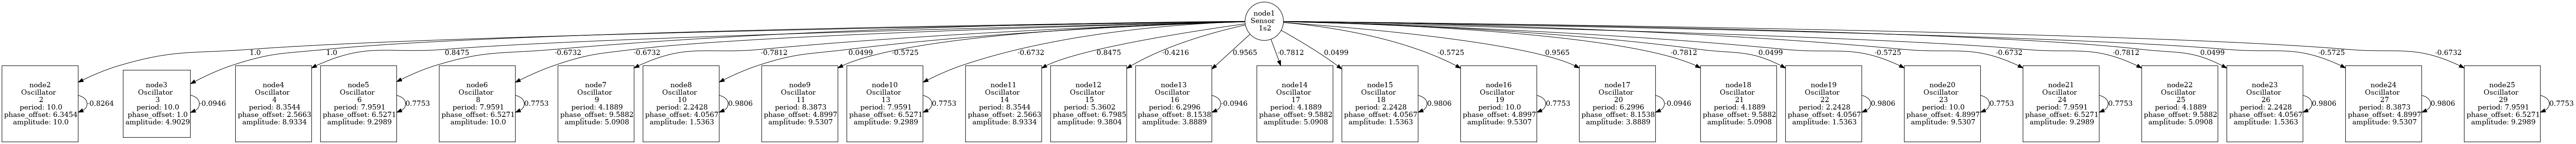 node1
Sensor
1s2
1.0
1.0
0.8475
-0.6732
-0.6732
-0.7812
0.0499
-0.5725
-0.6732
0.8475
-0.4216
0.9565
-0.7812
0.0499
-0.5725
0.9565
-0.7812
0.0499
-0.5725
-0.6732
-0.7812
0.0499
-0.5725
-0.6732
node2
Oscillator
2
period: 10.0
phase_offset: 6.3454
amplitude: 10.0
-0.8264
node3
Oscillator
3
period: 10.0
phase_offset: 1.0
amplitude: 4.9029
-0.0946
node4
Oscillator
4
period: 8.3544
phase_offset: 2.5663
amplitude: 8.9334
node5
Oscillator
6
period: 7.9591
phase_offset: 6.5271
amplitude: 9.2989
0.7753
node6
Oscillator
8
period: 7.9591
phase_offset: 6.5271
amplitude: 10.0
0.7753
node7
Oscillator
9
period: 4.1889
phase_offset: 9.5882
amplitude: 5.0908
node8
Oscillator
10
period: 2.2428
phase_offset: 4.0567
amplitude: 1.5363
0.9806
node9
Oscillator
11
period: 8.3873
phase_offset: 4.8997
amplitude: 9.5307
node10
Oscillator
13
period: 7.9591
phase_offset: 6.5271
amplitude: 9.2989
0.7753
node11
Oscillator
14
period: 8.3544
phase_offset: 2.5663
amplitude: 8.9334
node12
Oscillator
15
period: 5.3602
phase_offset: 6.7985
amplitude: 9.3804
node13
Oscillator
16
period: 6.2996
phase_offset: 8.1538
amplitude: 3.8889
-0.0946
node14
Oscillator
17
period: 4.1889
phase_offset: 9.5882
amplitude: 5.0908
node15
Oscillator
18
period: 2.2428
phase_offset: 4.0567
amplitude: 1.5363
0.9806
node16
Oscillator
19
period: 10.0
phase_offset: 4.8997
amplitude: 9.5307
0.7753
node17
Oscillator
20
period: 6.2996
phase_offset: 8.1538
amplitude: 3.8889
-0.0946
node18
Oscillator
21
period: 4.1889
phase_offset: 9.5882
amplitude: 5.0908
node19
Oscillator
22
period: 2.2428
phase_offset: 4.0567
amplitude: 1.5363
0.9806
node20
Oscillator
23
period: 10.0
phase_offset: 4.8997
amplitude: 9.5307
0.7753
node21
Oscillator
24
period: 7.9591
phase_offset: 6.5271
amplitude: 9.2989
0.7753
node22
Oscillator
25
period: 4.1889
phase_offset: 9.5882
amplitude: 5.0908
node23
Oscillator
26
period: 2.2428
phase_offset: 4.0567
amplitude: 1.5363
0.9806
node24
Oscillator
27
period: 8.3873
phase_offset: 4.8997
amplitude: 9.5307
0.9806
node25
Oscillator
29
period: 7.9591
phase_offset: 6.5271
amplitude: 9.2989
0.7753